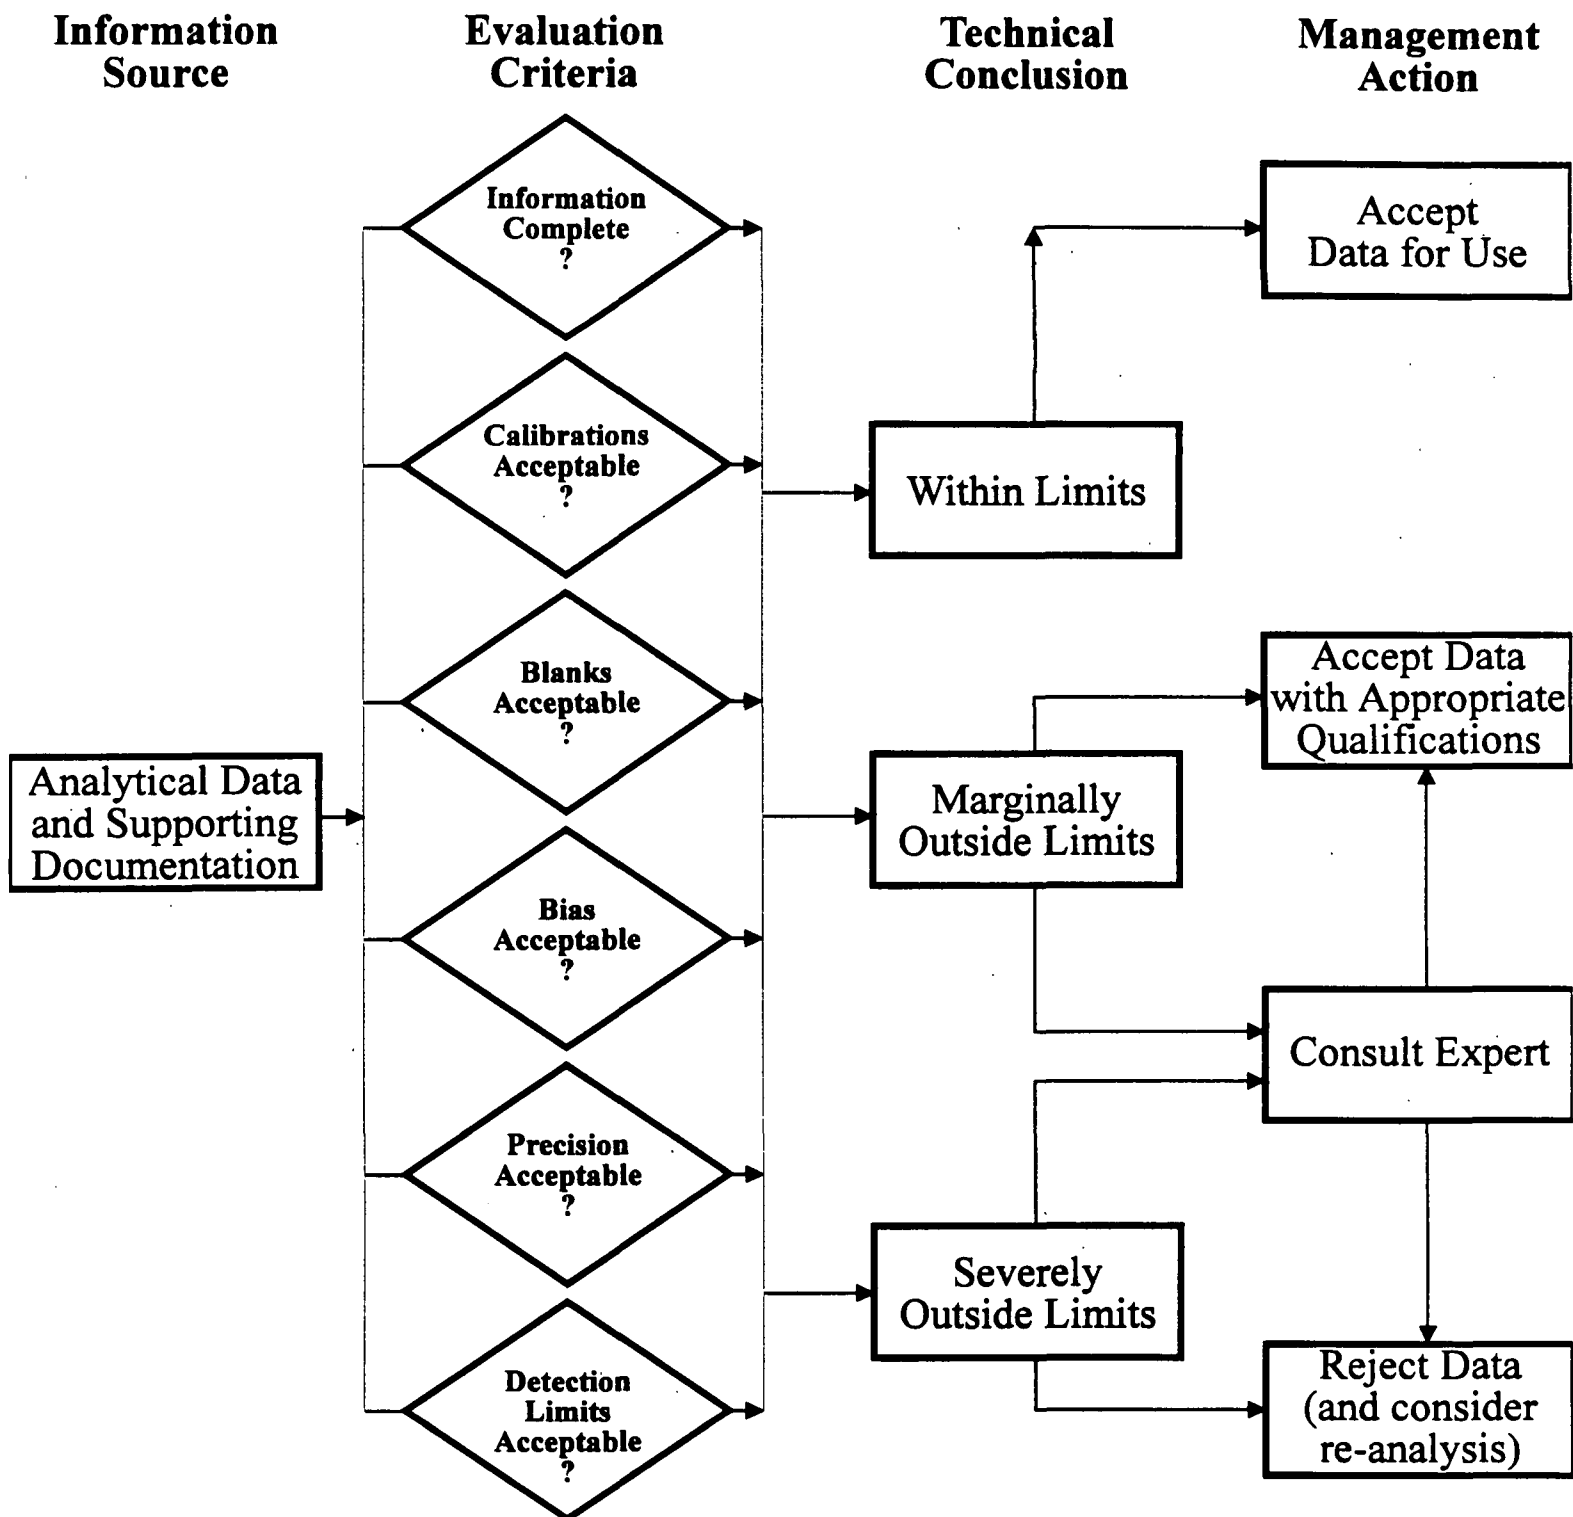 Information
Source
Evaluation
Criteria
Technical
Conclusion
Management
Action
Information
Complete
?
Calibrations
Acceptable
?
Blanks
Acceptable
?
Bias
Acceptable
?
Precision
Acceptable
?
Detection
Limits
Acceptable
?
Analytical Data
and Supporting
Documentation
Within Limits
Marginally
Outside Limits
Severely
Outside Limits
Accept
Data for Use
Accept Data
with Appropriate
Qualifications
Consult Expert
Reject Data
(and consider
re-analysis)